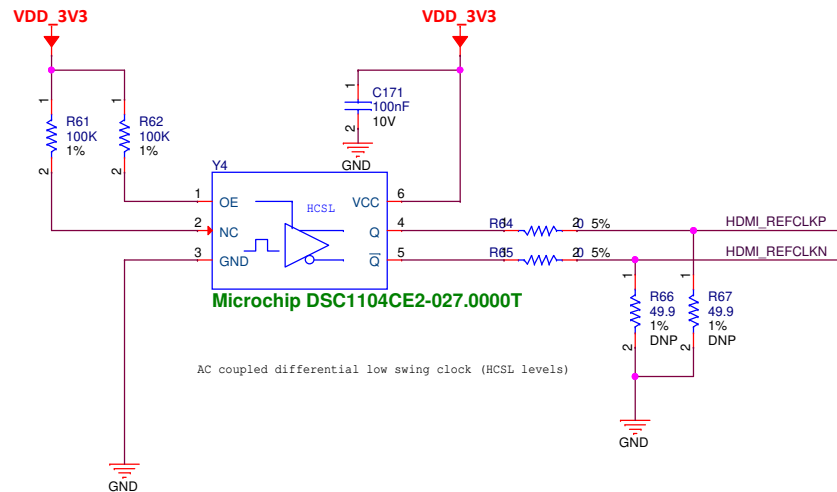 VDD_3V3
VDD_3V3
1
1
R61
100K
1%
R62
100K
1%
2
2
1
C171
100nF
10V
2
GND
Y4
1
OE
HCSL
VCC
6
2
NC
Q
4
3
GND
Q
5
R64
1
2
0
5%
HDMI_REFCLKP
R65
1
2
0
5%
HDMI_REFCLKN
Microchip DSC1104CE2-027.0000T
1
1
R66
49.9
1%
DNP
R67
49.9
1%
DNP
2
2
AC coupled differential low swing clock (HCSL levels)
GND
GND